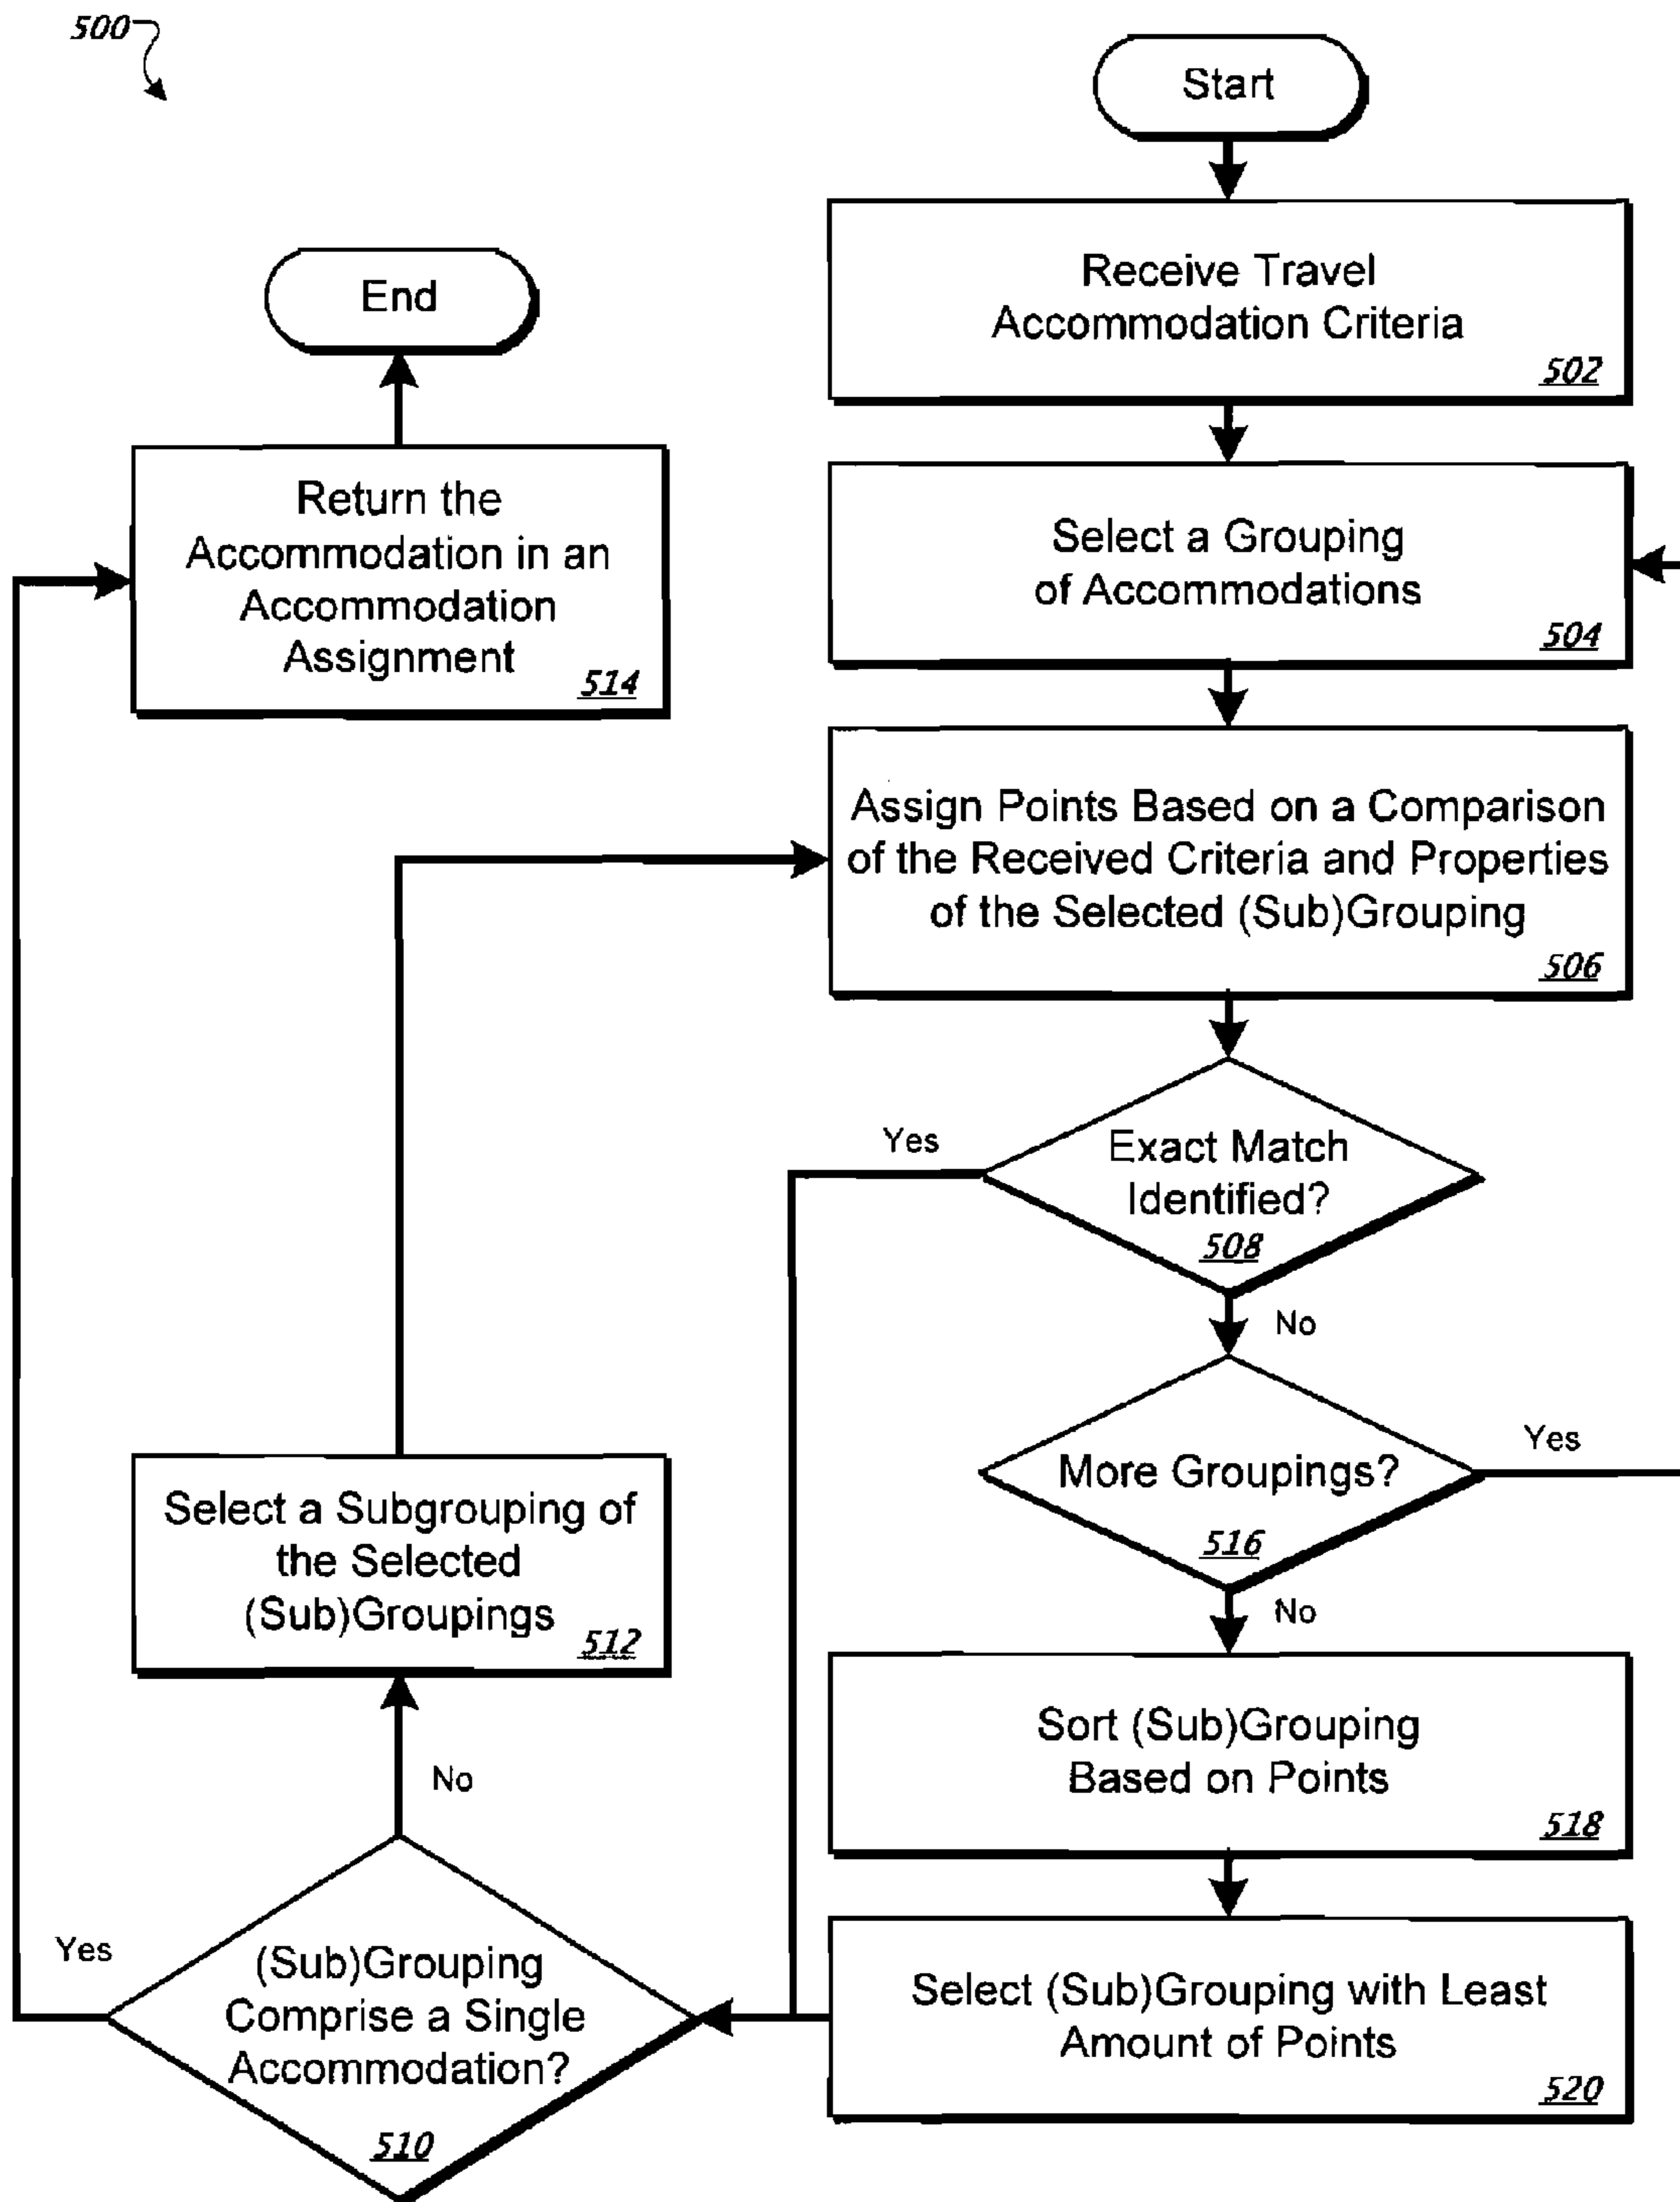 500
Start
Receive Travel
Accommodation Criteria
502
End
Return the
Accommodation in an
Accommodation
Assignment
514
Select a Grouping
of Accommodations
504
Assign Points Based on a Comparison
of the Received Criteria and Properties
of the Selected (Sub)Grouping
506
Yes
Exact Match
Identified?
508
No
More Groupings?
516
Yes
No
Select a Subgrouping of
the Selected
(Sub)Groupings
512
Sort (Sub)Grouping
Based on Points
518
No
Yes
(Sub)Grouping
Comprise a Single
Accommodation?
510
Select (Sub)Grouping with Least
Amount of Points
520